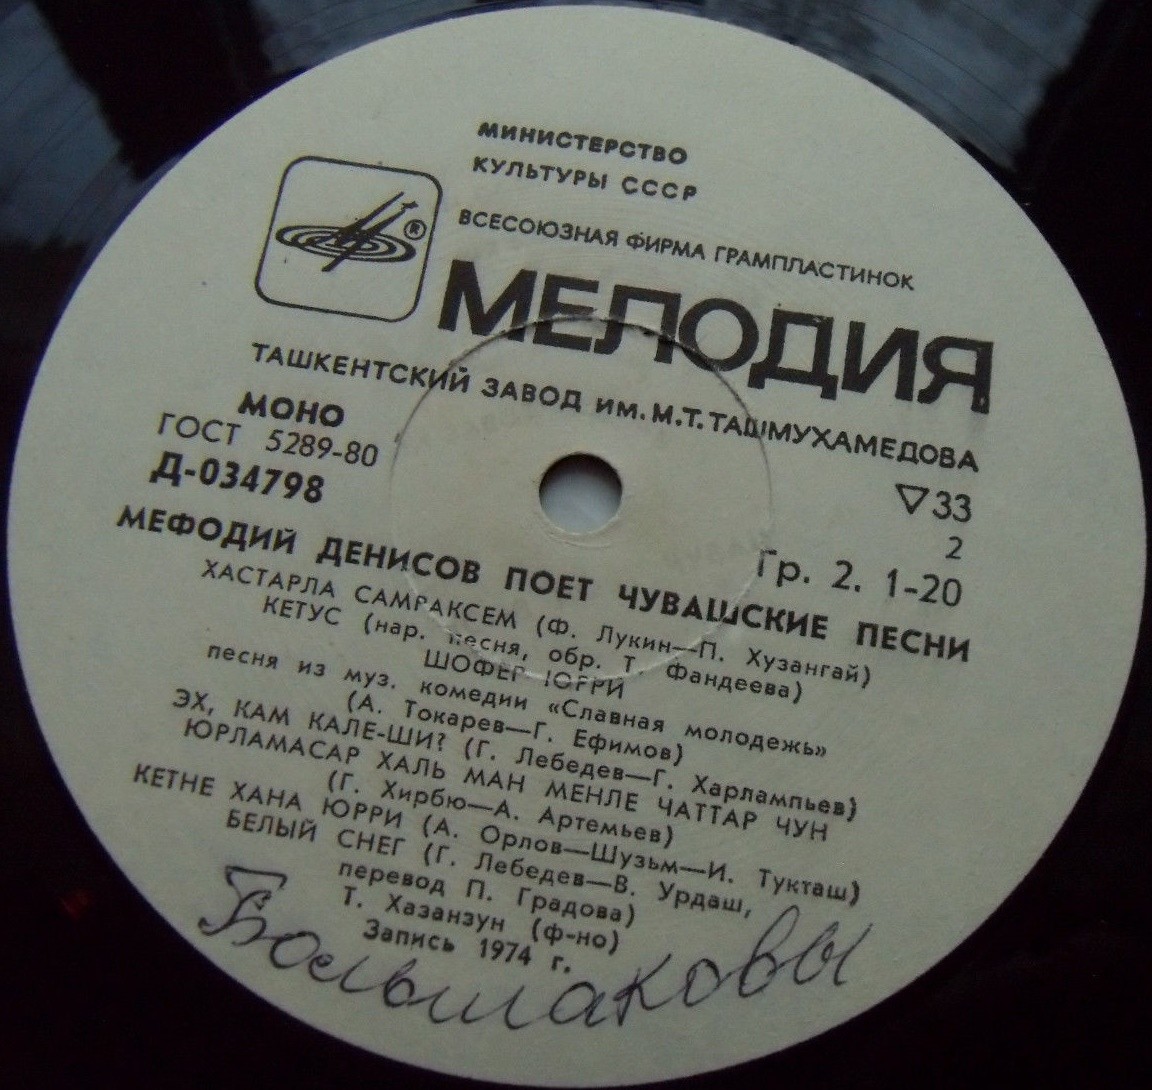 МИНИСТЕРСТВО
КУЛЬТУРЫ СССР
ВСЕСОЮЗНАЯ ФИРМА ГРАМПЛАСТИНОК
®
МЕЛОДИЯ
ТАШКЕНТСКИЙ ЗАВОД ИМ. М.Т. ТАШМУХАМЕДОВА
МОНО
ГОСТ 5289-80
Д-034798
▽33
2
Гр. 2. 1-20
МЕФОДИЙ ДЕНИСОВ ПОЕТ ЧУВАШСКИЕ ПЕСНИ
ХАСТАРЛА САМРАКСЕМ (Ф. Лукин—П. Хузангай)
КЕТУС (нар. песня, обр. Т. Фандеева)
ШОФЕР ЮРРИ
песня из муз. комедии «Славная молодежь»
(А. Токарев—Г. Ефимов)
ЭХ, КАМ КАЛЕ-ШИ? (Г. Лебедев—Г. Харлампьев)
ЮРЛАМАСАР ХАЛЬ МАН МЕНЛЕ ЧАТТАР ЧУН
(Г. Хирбю—А. Артемьев)
КЕТНЕ ХАНА ЮРРИ (А. Орлов—Шузьм—И. Тукташ)
БЕЛЫЙ СНЕГ (Г. Лебедев—В. Урдаш,
перевод П. Градова)
Т. Хазанзун (ф-но)
Запись 1974 г.
Большаковы